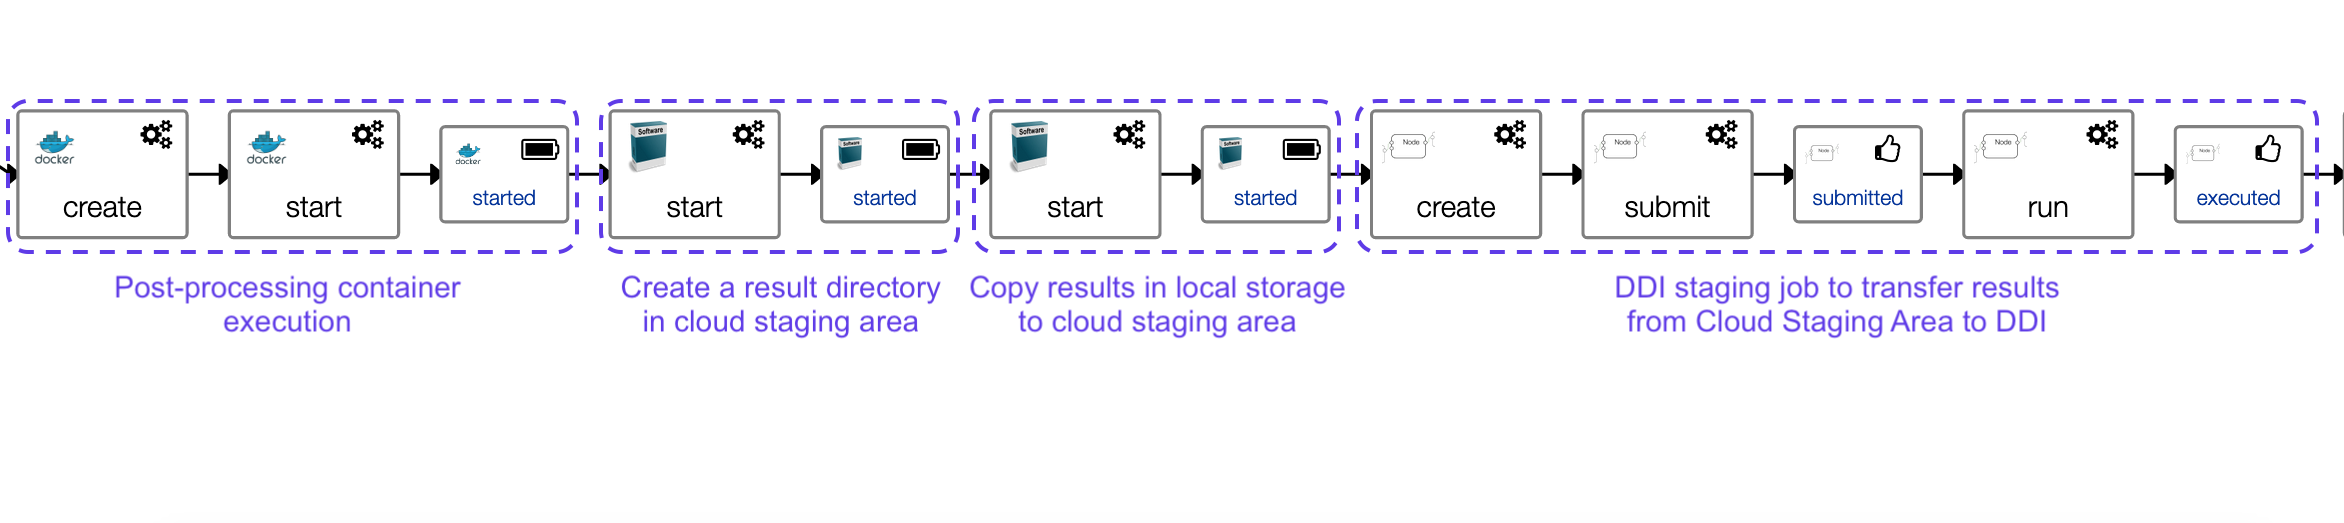 docker
create
docker
start
docker
started
Software
start
Software
started
Software
start
Software
started
Node
create
Node
submit
Node
submitted
Node
run
Node
executed
Post-processing container
execution
Create a result directory
in cloud staging area
Copy results in local storage
to cloud staging area
DDI staging job to transfer results
from Cloud Staging Area to DDI